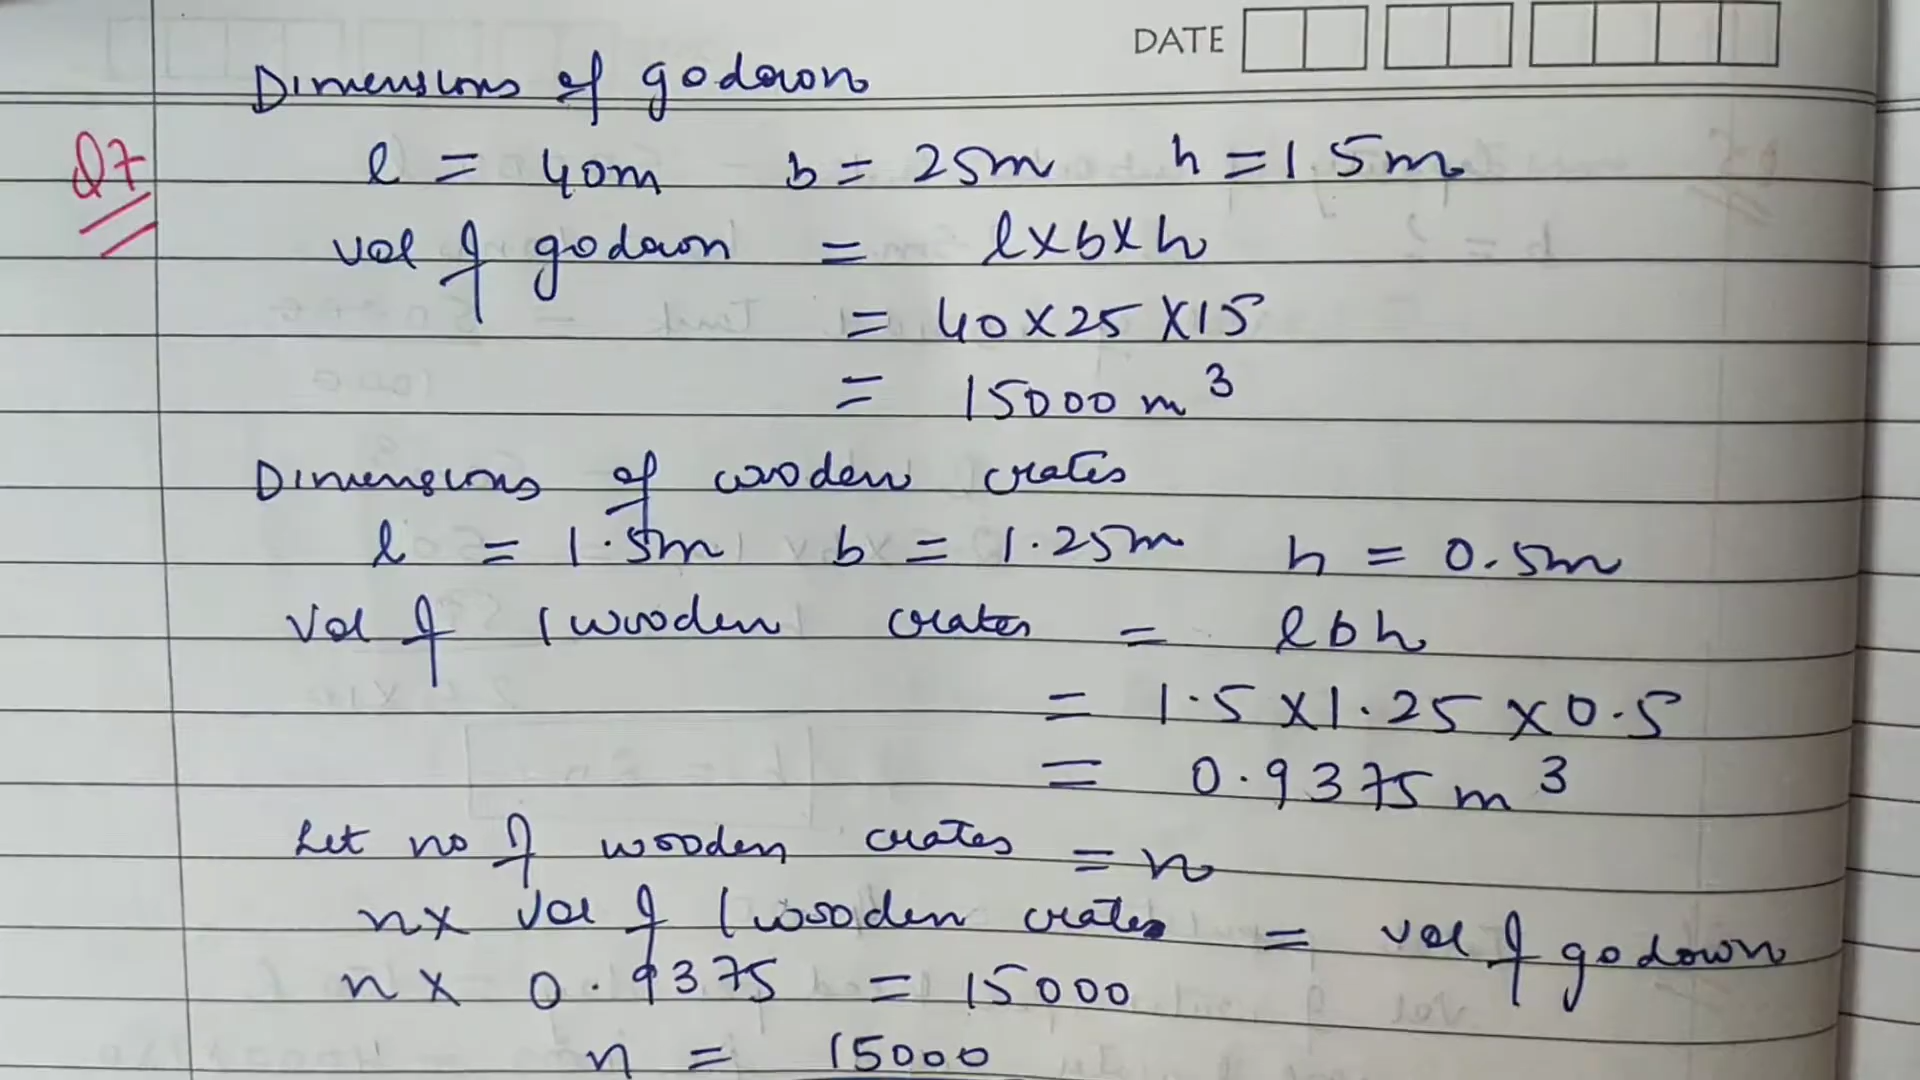 DATE
Dimensions of godown
Q7
l = 40m b = 25m h = 15m
vol of godown = l×b×h
= 40×25×15
= 15000 m³
Dimensions of wooden crates
l = 1.5m b = 1.25m h = 0.5m
Vol of 1 wooden crates = lbh
= 1.5×1.25×0.5
= 0.9375 m³
Let no of wooden crates = n
n× Vol of 1 wooden crates = vol of godown
n × 0.9375 = 15000
n = 15000